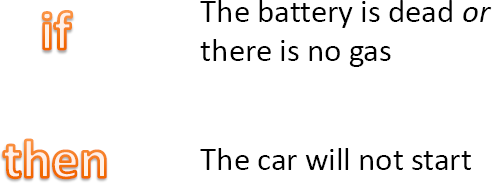 if
The battery is dead or
there is no gas
then
The car will not start